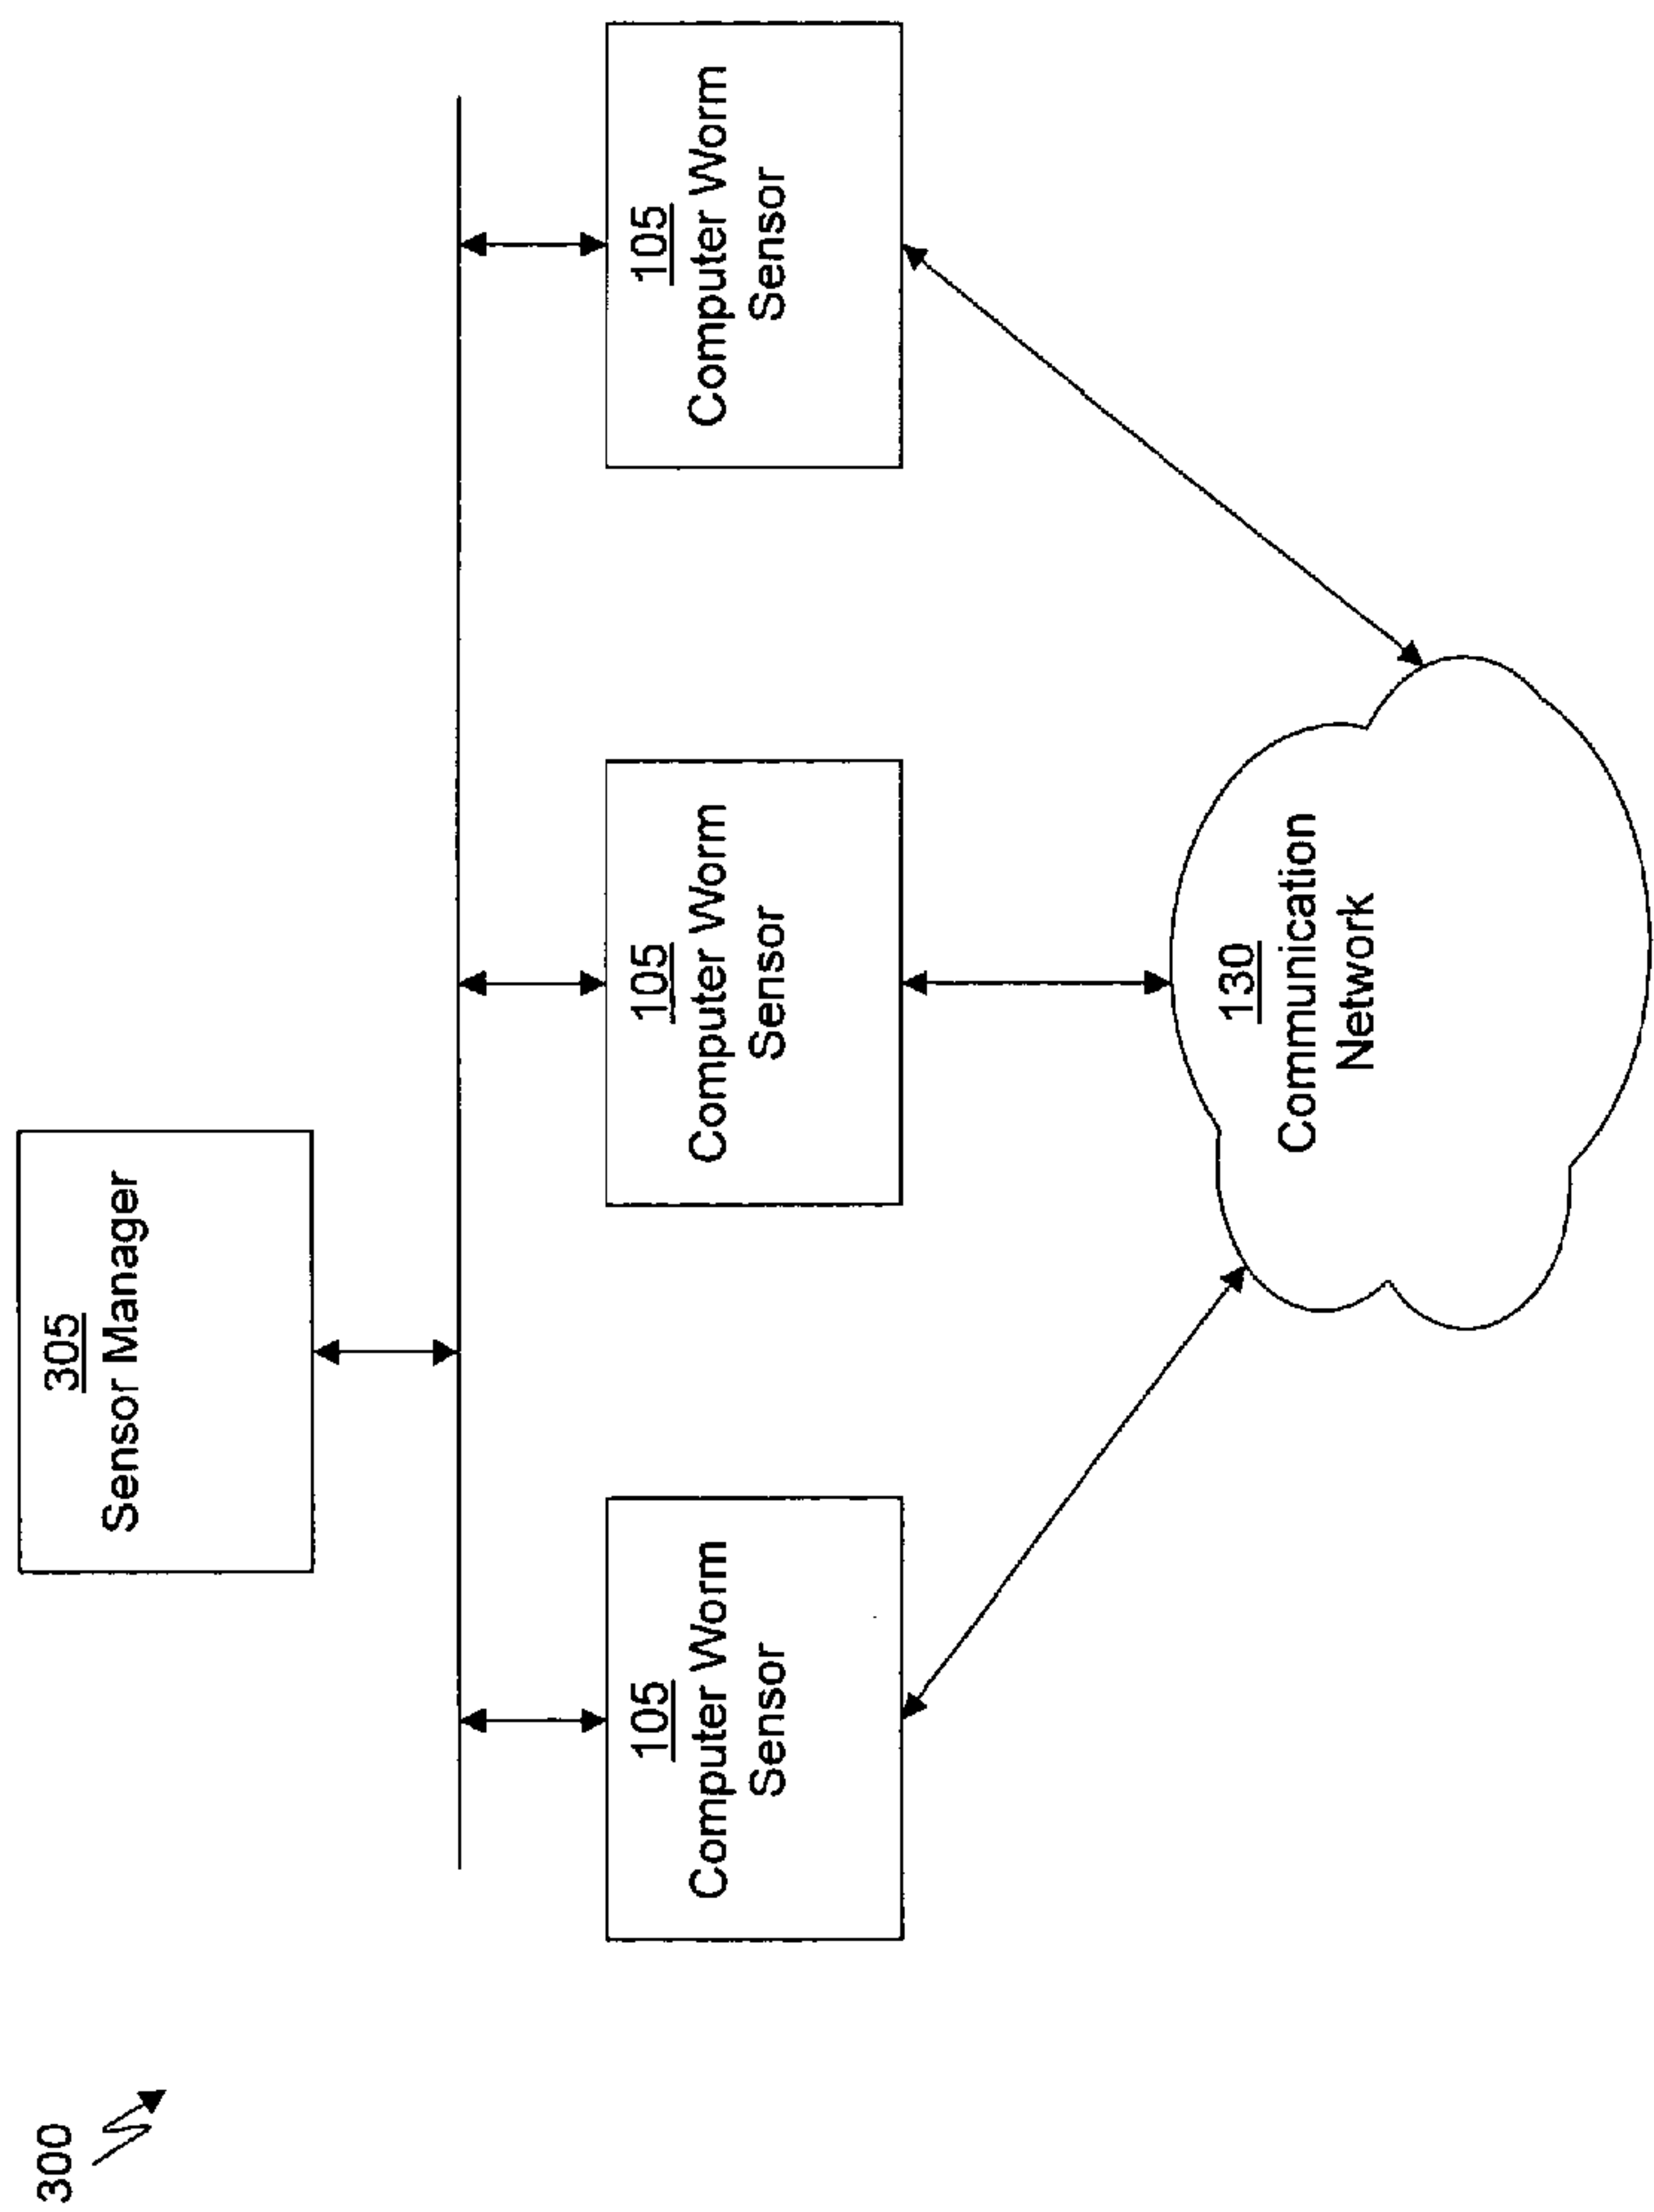 300
305
Sensor Manager
105
Computer Worm
Sensor
105
Computer Worm
Sensor
105
Computer Worm
Sensor
130
Communication
Network